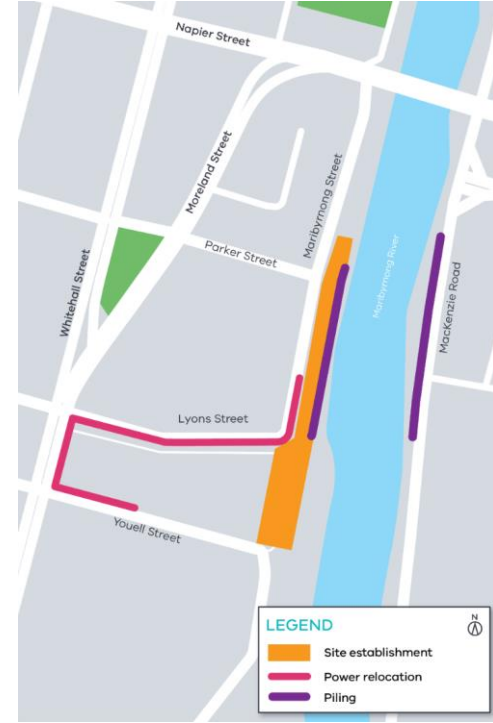 Napier Street
Moreland Street
Maribyrnong Street
Parker Street
Maribyrnong River
Whitehall Street
MacKenzie Road
Lyons Street
Youell Street
LEGEND
N
Site establishment
Power relocation
Piling